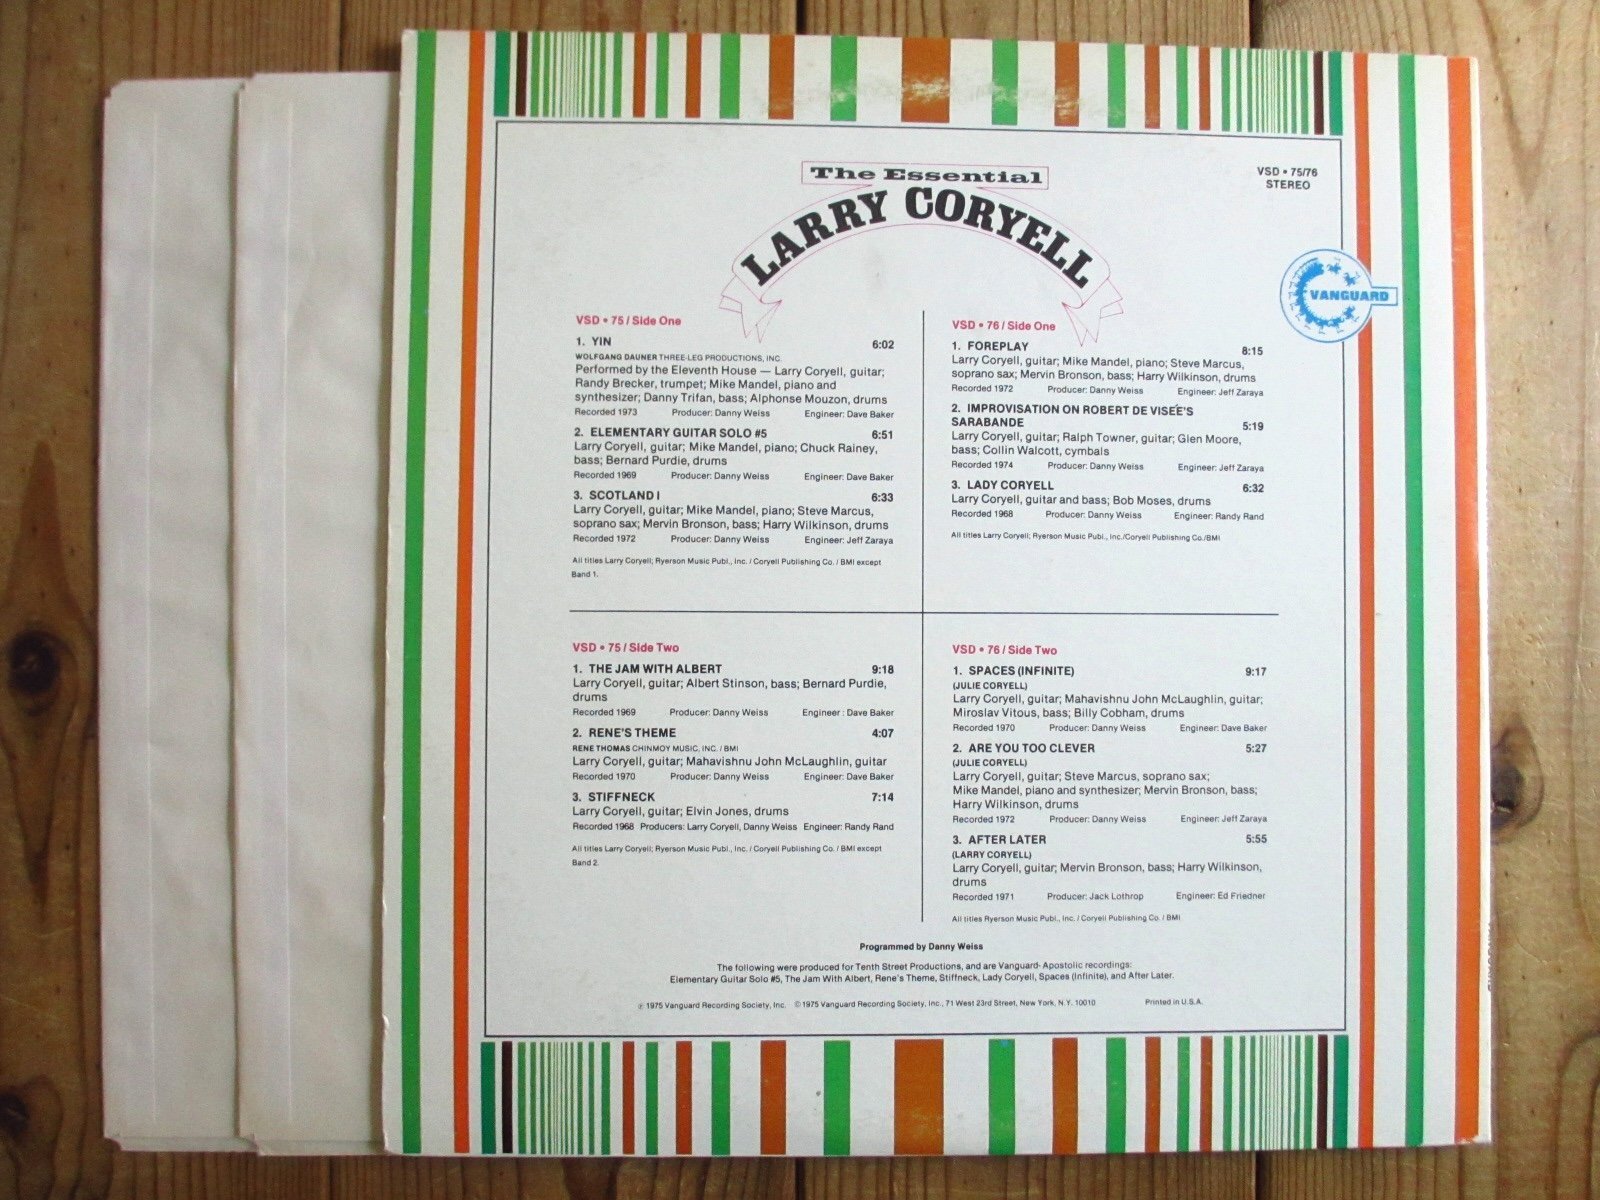 The Essential
LARRY CORYELL
VSD • 75/76
STEREO
VANGUARD
VSD • 75 / Side One
1. YIN 6:02
WOLFGANG DAUNER THREE-LEG PRODUCTIONS, INC.
Performed by the Eleventh House — Larry Coryell, guitar;
Randy Brecker, trumpet; Mike Mandel, piano and
synthesizer; Danny Trifan, bass; Alphonse Mouzon, drums
Recorded 1973 Producer: Danny Weiss Engineer: Dave Baker
2. ELEMENTARY GUITAR SOLO #5 6:51
Larry Coryell, guitar; Mike Mandel, piano; Chuck Rainey,
bass; Bernard Purdie, drums
Recorded 1969 Producer: Danny Weiss Engineer: Dave Baker
3. SCOTLAND I 6:33
Larry Coryell, guitar; Mike Mandel, piano; Steve Marcus,
soprano sax; Mervin Bronson, bass; Harry Wilkinson, drums
Recorded 1972 Producer: Danny Weiss Engineer: Jeff Zaraya
All titles Larry Coryell; Ryerson Music Publ., Inc. / Coryell Publishing Co. / BMI except
Band 1.
VSD • 76 / Side One
1. FOREPLAY 8:15
Larry Coryell, guitar; Mike Mandel, piano; Steve Marcus,
soprano sax; Mervin Bronson, bass; Harry Wilkinson, drums
Recorded 1972 Producer: Danny Weiss Engineer: Jeff Zaraya
2. IMPROVISATION ON ROBERT DE VISEÉ'S
SARABANDE 5:19
Larry Coryell, guitar; Ralph Towner, guitar; Glen Moore,
bass; Collin Walcott, cymbals
Recorded 1974 Producer: Danny Weiss Engineer: Jeff Zaraya
3. LADY CORYELL 6:32
Larry Coryell, guitar and bass; Bob Moses, drums
Recorded 1968 Producer: Danny Weiss Engineer: Randy Rand
All titles Larry Coryell; Ryerson Music Publ., Inc./Coryell Publishing Co./BMI
VSD • 75 / Side Two
1. THE JAM WITH ALBERT 9:18
Larry Coryell, guitar; Albert Stinson, bass; Bernard Purdie,
drums
Recorded 1969 Producer: Danny Weiss Engineer : Dave Baker
2. RENE'S THEME 4:07
RENE THOMAS CHINMOY MUSIC, INC. / BMI
Larry Coryell, guitar; Mahavishnu John McLaughlin, guitar
Recorded 1970 Producer: Danny Weiss Engineer: Dave Baker
3. STIFFNECK 7:14
Larry Coryell, guitar; Elvin Jones, drums
Recorded 1968 Producers: Larry Coryell, Danny Weiss Engineer: Randy Rand
All titles Larry Coryell; Ryerson Music Publ., Inc. / Coryell Publishing Co. / BMI except
Band 2.
VSD • 76 / Side Two
1. SPACES (INFINITE) 9:17
(JULIE CORYELL)
Larry Coryell, guitar; Mahavishnu John McLaughlin, guitar;
Miroslav Vitous, bass; Billy Cobham, drums
Recorded 1970 Producer: Danny Weiss Engineer: Dave Baker
2. ARE YOU TOO CLEVER 5:27
(JULIE CORYELL)
Larry Coryell, guitar; Steve Marcus, soprano sax;
Mike Mandel, piano and synthesizer; Mervin Bronson, bass;
Harry Wilkinson, drums
Recorded 1972 Producer: Danny Weiss Engineer: Jeff Zaraya
3. AFTER LATER 5:55
(LARRY CORYELL)
Larry Coryell, guitar; Mervin Bronson, bass; Harry Wilkinson,
drums
Recorded 1971 Producer: Jack Lothrop Engineer: Ed Friedner
All titles Ryerson Music Publ., Inc. / Coryell Publishing Co. / BMI
Programmed by Danny Weiss
The following were produced for Tenth Street Productions, and are Vanguard- Apostolic recordings:
Elementary Guitar Solo #5, The Jam With Albert, Rene's Theme, Stiffneck, Lady Coryell, Spaces (Infinite), and After Later.
℗ 1975 Vanguard Recording Society, Inc. © 1975 Vanguard Recording Society, Inc., 71 West 23rd Street, New York, N.Y. 10010 Printed in U.S.A.